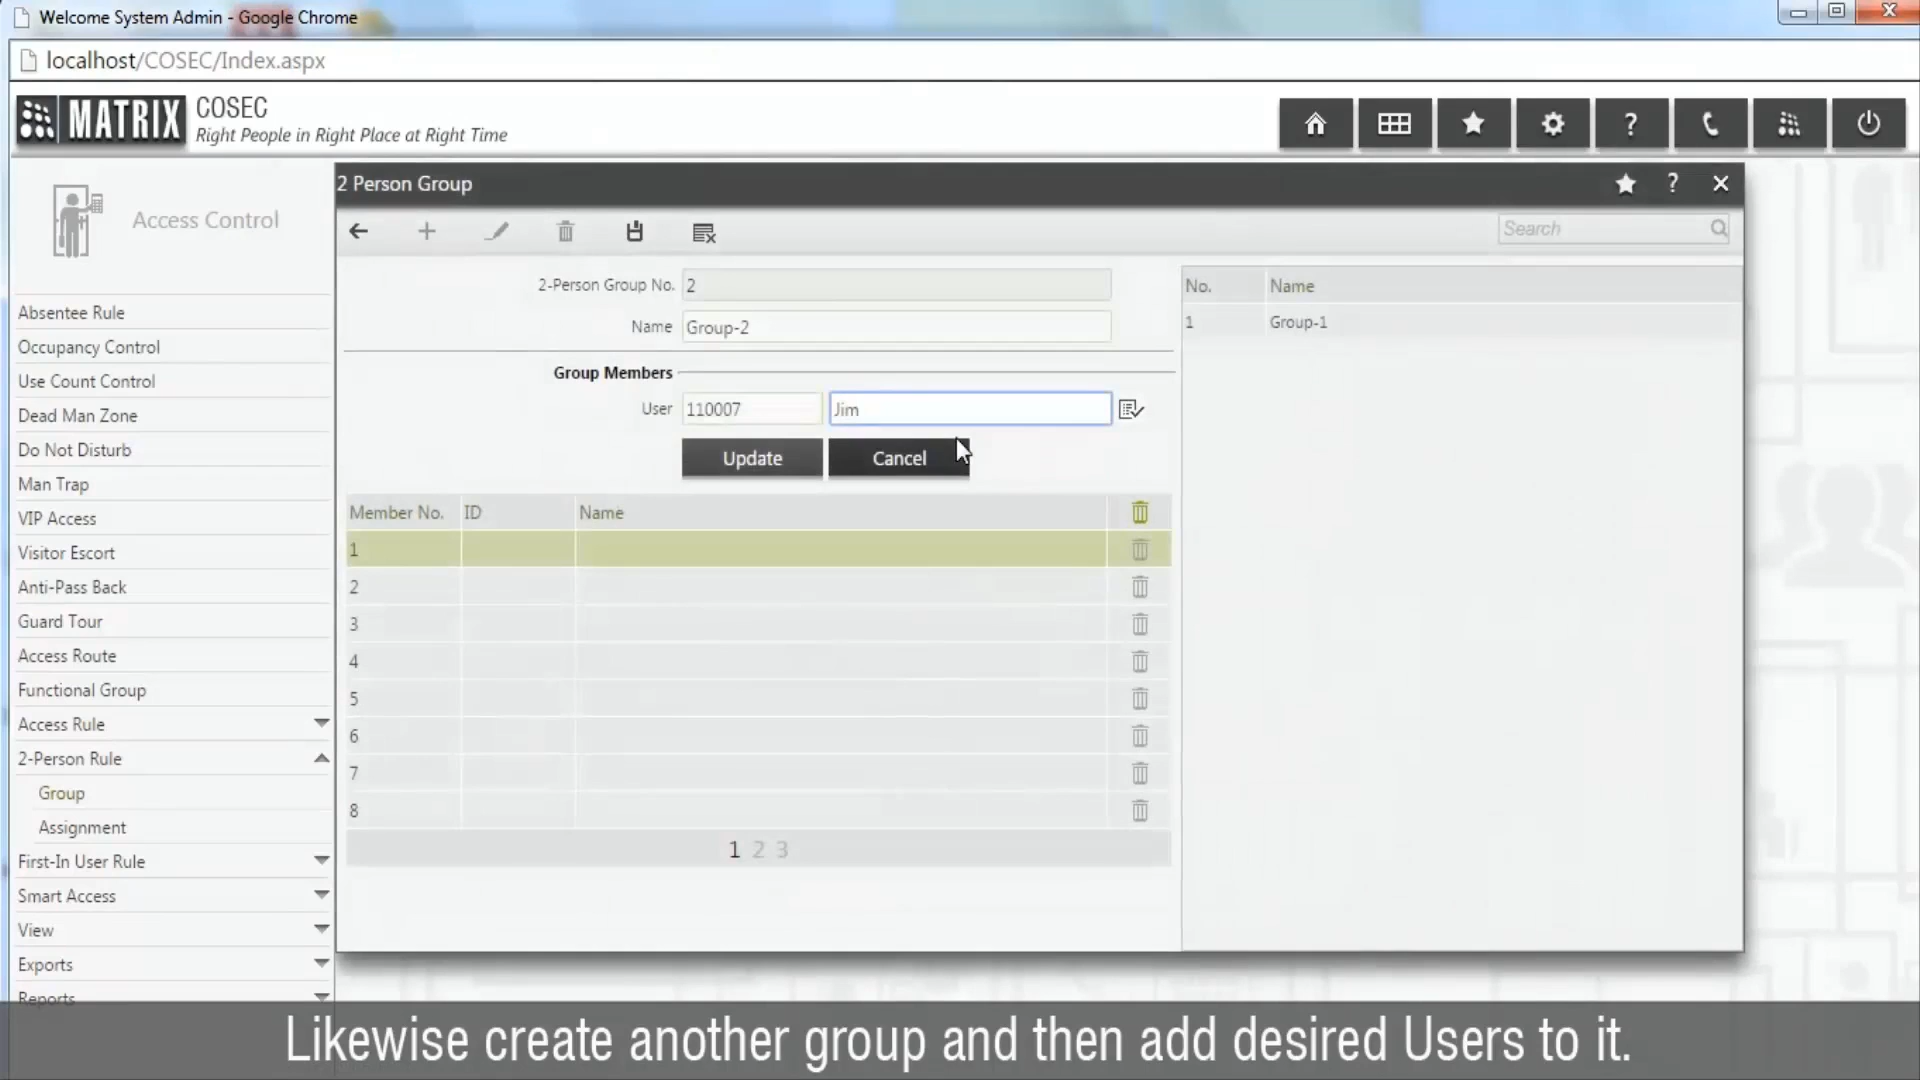 Welcome System Admin - Google Chrome
localhost/COSEC/Index.aspx
MATRIX
COSEC
Right People in Right Place at Right Time
?
Access Control
2 Person Group
?
Search
Absentee Rule
Occupancy Control
Use Count Control
Dead Man Zone
Do Not Disturb
Man Trap
VIP Access
Visitor Escort
Anti-Pass Back
Guard Tour
Access Route
Functional Group
Access Rule
2-Person Rule
Group
Assignment
First-In User Rule
Smart Access
View
Exports
Reports
2-Person Group No. 2
Name Group-2
Group Members
User 110007 Jim
Update Cancel
Member No. ID Name
1
2
3
4
5
6
7
8
1 2 3
No. Name
1 Group-1
Likewise create another group and then add desired Users to it.